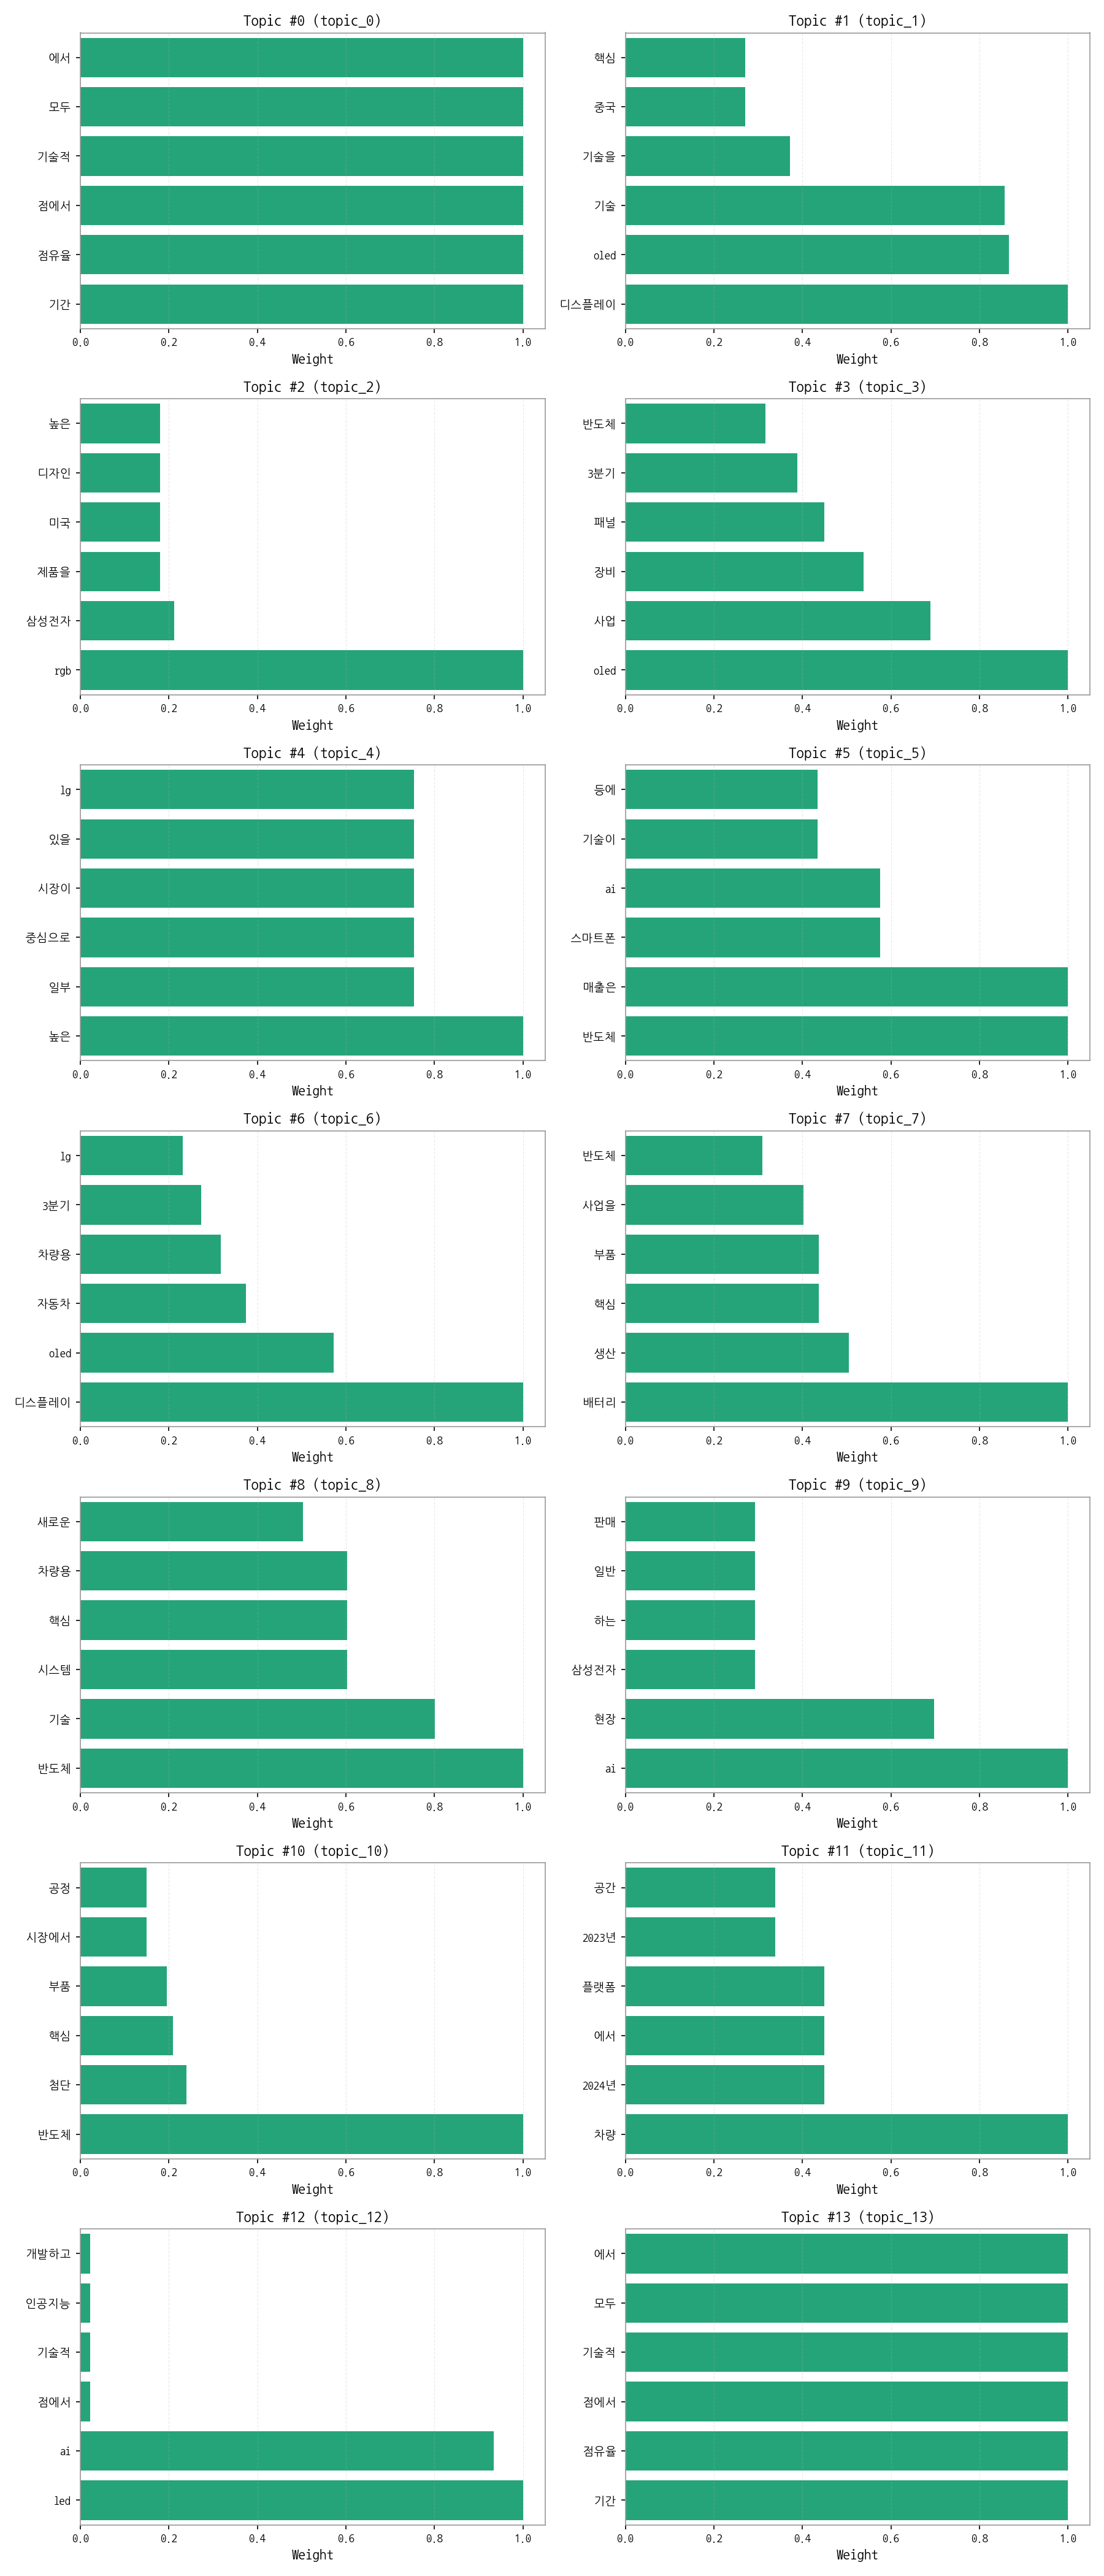 Topic #0 (topic_0)
에서
모두
기술적
점에서
점유율
기간
0.0 0.2 0.4 0.6 0.8 1.0
Weight
Topic #1 (topic_1)
핵심
중국
기술을
기술
oled
디스플레이
0.0 0.2 0.4 0.6 0.8 1.0
Weight
Topic #2 (topic_2)
높은
디자인
미국
제품을
삼성전자
rgb
0.0 0.2 0.4 0.6 0.8 1.0
Weight
Topic #3 (topic_3)
반도체
3분기
패널
장비
사업
oled
0.0 0.2 0.4 0.6 0.8 1.0
Weight
Topic #4 (topic_4)
lg
있을
시장이
중심으로
일부
높은
0.0 0.2 0.4 0.6 0.8 1.0
Weight
Topic #5 (topic_5)
등에
기술이
ai
스마트폰
매출은
반도체
0.0 0.2 0.4 0.6 0.8 1.0
Weight
Topic #6 (topic_6)
lg
3분기
차량용
자동차
oled
디스플레이
0.0 0.2 0.4 0.6 0.8 1.0
Weight
Topic #7 (topic_7)
반도체
사업을
부품
핵심
생산
배터리
0.0 0.2 0.4 0.6 0.8 1.0
Weight
Topic #8 (topic_8)
새로운
차량용
핵심
시스템
기술
반도체
0.0 0.2 0.4 0.6 0.8 1.0
Weight
Topic #9 (topic_9)
판매
일반
하는
삼성전자
현장
ai
0.0 0.2 0.4 0.6 0.8 1.0
Weight
Topic #10 (topic_10)
공정
시장에서
부품
핵심
첨단
반도체
0.0 0.2 0.4 0.6 0.8 1.0
Weight
Topic #11 (topic_11)
공간
2023년
플랫폼
에서
2024년
차량
0.0 0.2 0.4 0.6 0.8 1.0
Weight
Topic #12 (topic_12)
개발하고
인공지능
기술적
점에서
ai
led
0.0 0.2 0.4 0.6 0.8 1.0
Weight
Topic #13 (topic_13)
에서
모두
기술적
점에서
점유율
기간
0.0 0.2 0.4 0.6 0.8 1.0
Weight